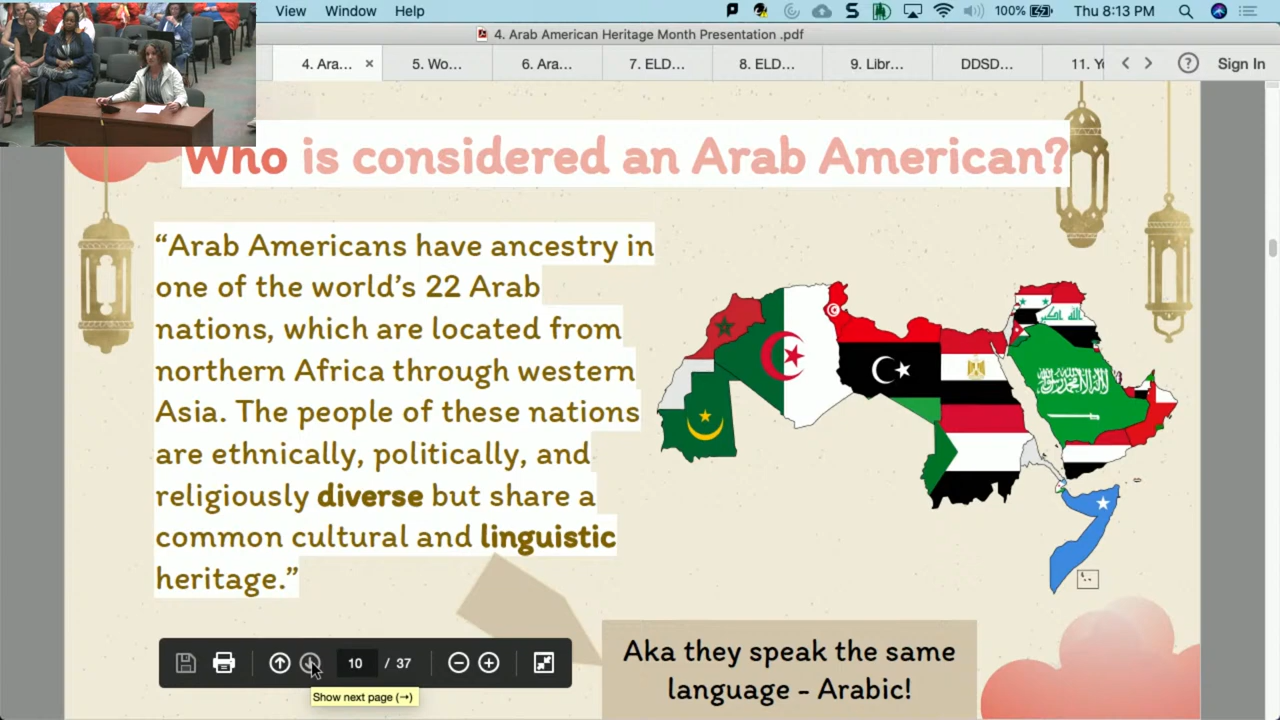 View Window Help 100% Thu 8:13 PM
4. Arab American Heritage Month Presentation .pdf
4. Ara... × 5. Wo... 6. Ara... 7. ELD... 8. ELD... 9. Libr... DDSD... 11. Y Sign In
Who is considered an Arab American?
“Arab Americans have ancestry in
one of the world’s 22 Arab
nations, which are located from
northern Africa through western
Asia. The people of these nations
are ethnically, politically, and
religiously diverse but share a
common cultural and linguistic
heritage.”
10 / 37
Show next page (→)
Aka they speak the same
language - Arabic!